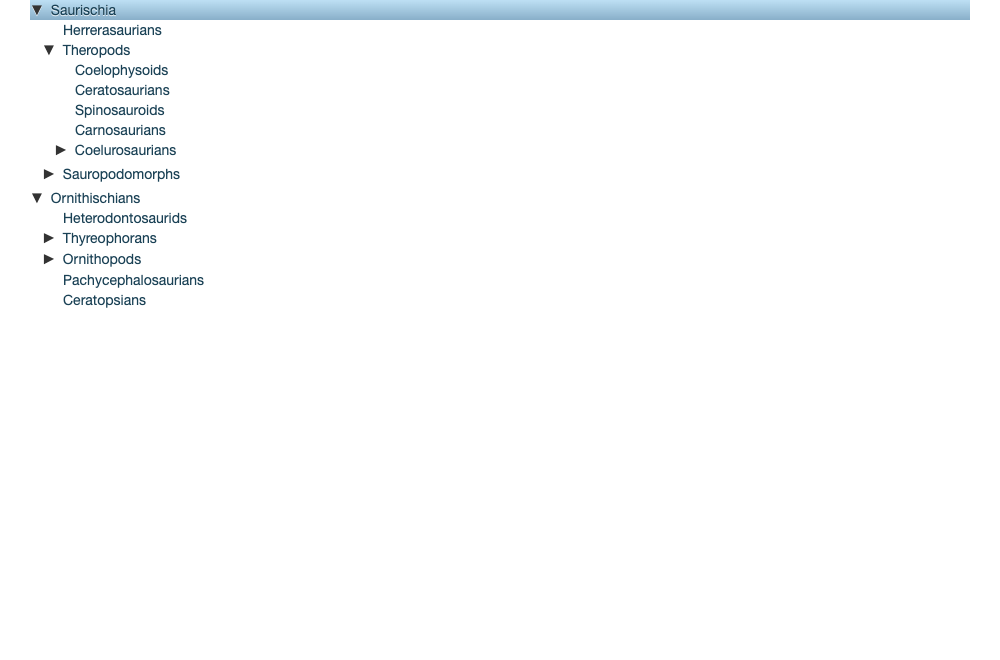 Saurischia
Herrerasaurians
Theropods
Coelophysoids
Ceratosaurians
Spinosauroids
Carnosaurians
Coelurosaurians
Sauropodomorphs
Ornithischians
Heterodontosaurids
Thyreophorans
Ornithopods
Pachycephalosaurians
Ceratopsians